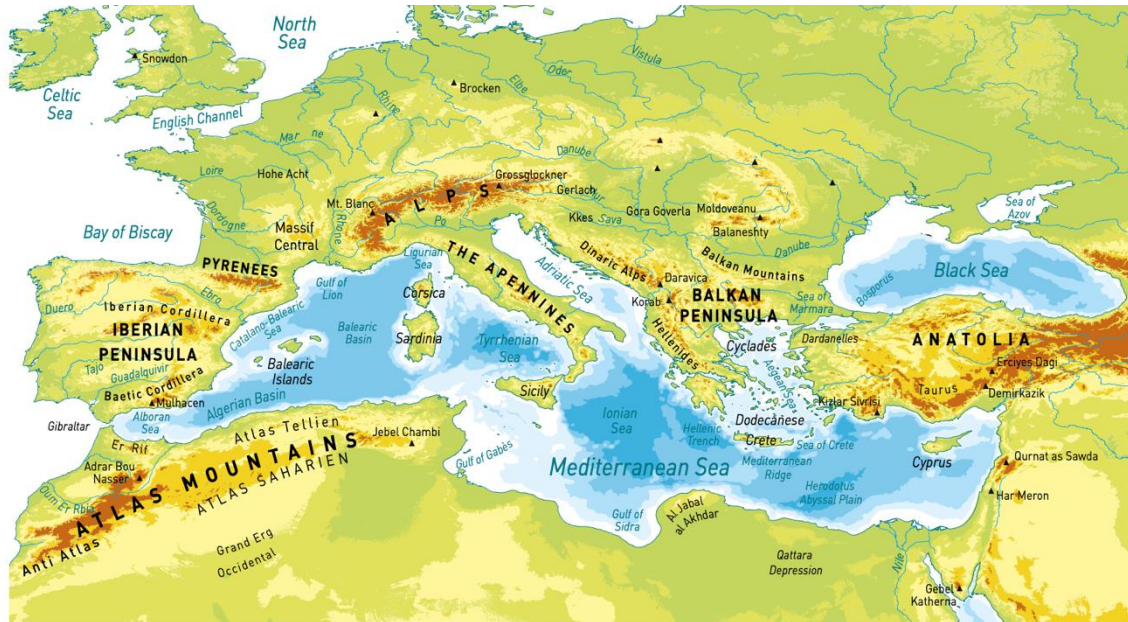 North
Sea
Snowdon
Celtic
Sea
English Channel
Brocken
Elbe
Oder
Vistula
Rhine
Mar ne
Loire
Hohe Acht
Danube
Grossglockner
Gerlach
Mur
Mt. Blanc
ALPS
Dordogne
Massif
Central
Rhone
Po
Kkes
Sava
Gora Goverla
Moldoveanu
Balaneshty
Danube
Sea of
Azov
Bay of Biscay
PYRENEES
Ligurian
Sea
THE APENNINES
Adriatic Sea
Dinaric Alps
Daravica
Balkan Mountains
Black Sea
Bosporus
Duero
Ebro
Iberian Cordillera
Gulf of
Lion
Corsica
Korab
BALKAN
PENINSULA
Sea of
Marmara
IBERIAN
PENINSULA
Catalano-Balearic
Sea
Balearic
Basin
Sardinia
Tyrrhenian
Sea
Hellenides
Cyclades
Dardanelles
ANATOLIA
Tajo
Guadalquivir
Balearic
Islands
Aegean Sea
Erciyes Dagi
Baetic Cordillera
Mulhacen
Sicily
Taurus
Demirkazik
Kizlar Sivrisi
Gibraltar
Alboran
Sea
Algerian Basin
Ionian
Sea
Hellenic
Trench
Dodecanese
Crete
Sea of Crete
Er Rif
Atlas Tellien
Jebel Chambi
Gulf of Gabès
Mediterranean Sea
Mediterranean
Ridge
Cyprus
Qurnat as Sawda
Adrar Bou
Nasser
ATLAS MOUNTAINS
ATLAS SAHARIEN
Herodotus
Abyssal Plain
Har Meron
Oum Er Rbia
Anti Atlas
Grand Erg
Occidental
Gulf of
Sidra
Al Jabal
al Akhdar
Qattara
Depression
Nile
Gebel
Katherna